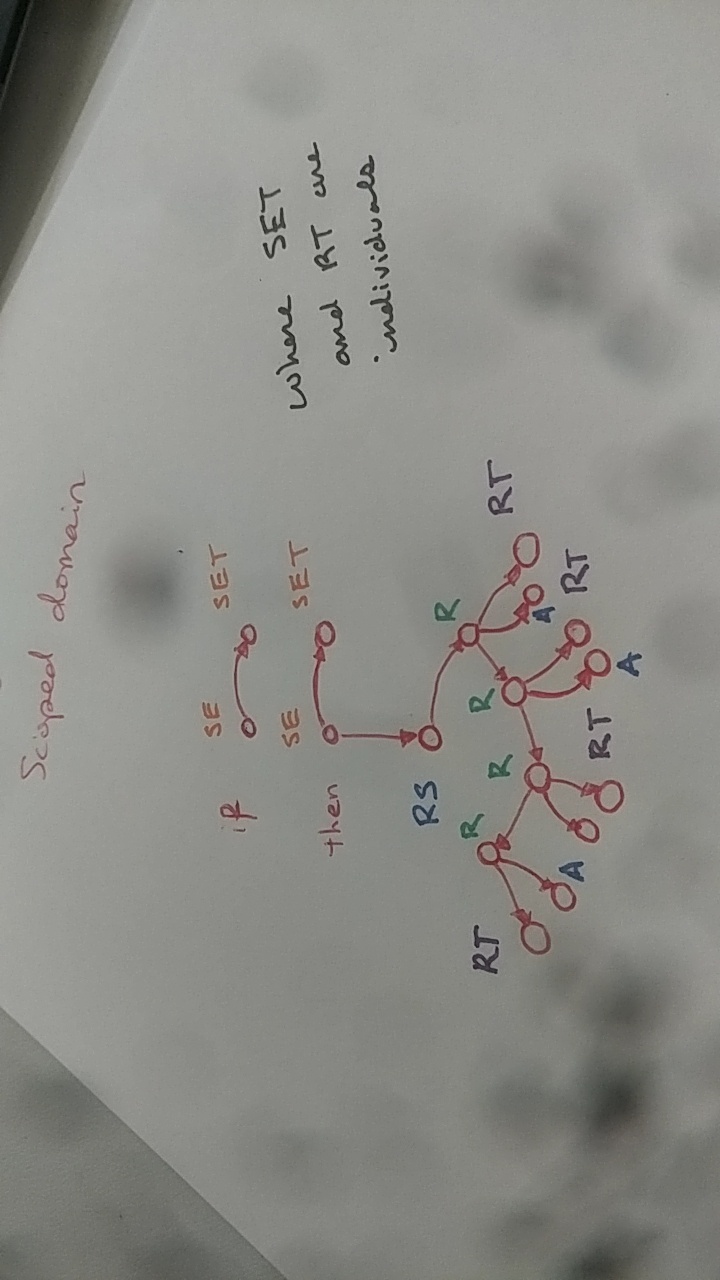 Scoped domain
if SE SET
then SE SET
where SET
and RT are
individuals
RS
R
R
R
R
RT
A
RT
A
RT
A
RT